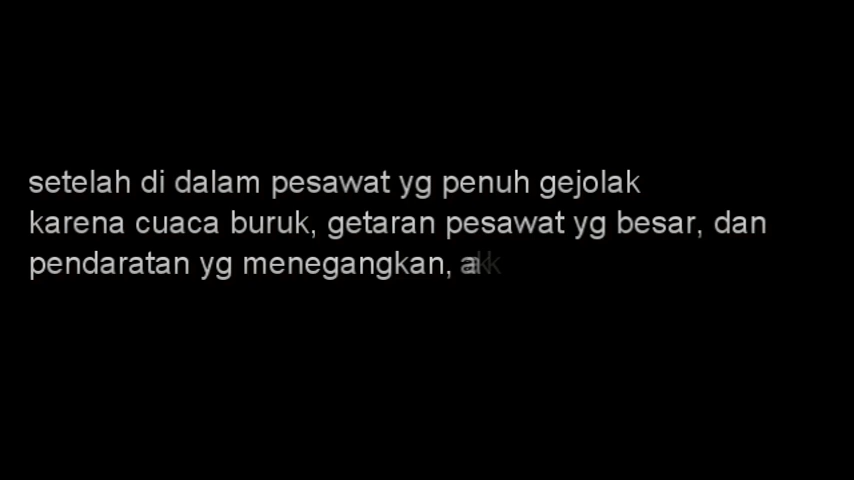 setelah di dalam pesawat yg penuh gejolak
karena cuaca buruk, getaran pesawat yg besar, dan
pendaratan yg menegangkan,